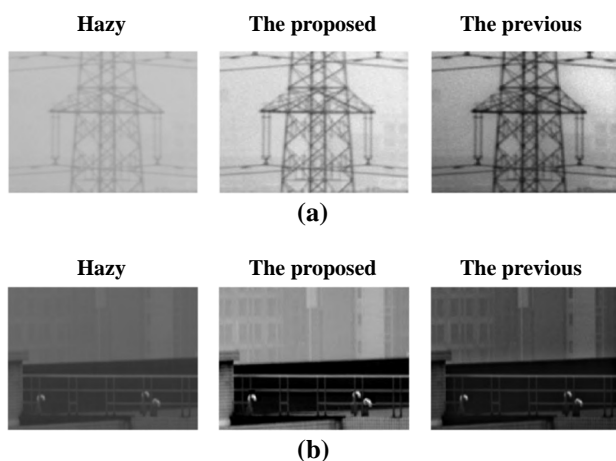 Hazy The proposed The previous
(a)
Hazy The proposed The previous
(b)